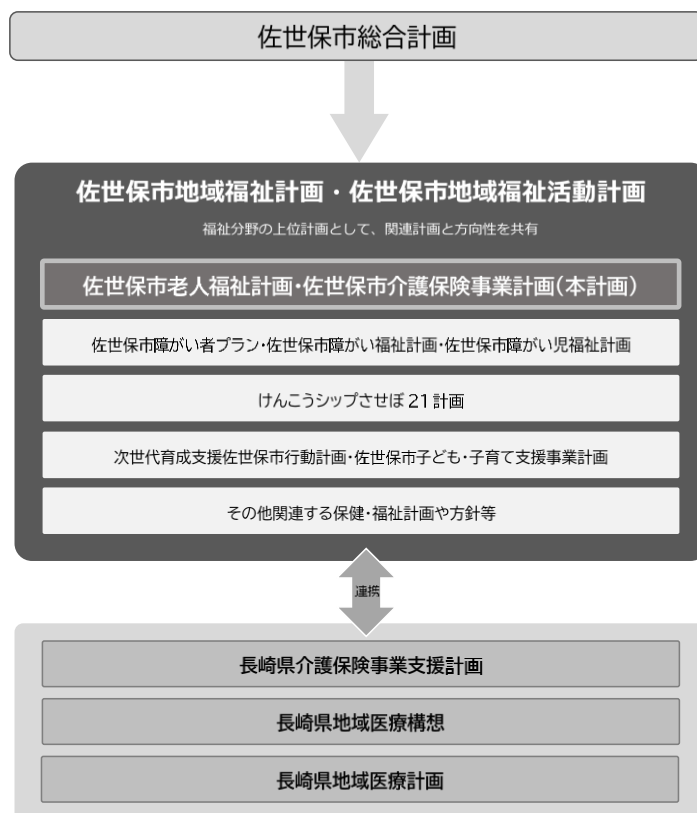 佐世保市総合計画
佐世保市地域福祉計画・佐世保市地域福祉活動計画
福祉分野の上位計画として、関連計画と方向性を共有
佐世保市老人福祉計画・佐世保市介護保険事業計画(本計画)
佐世保市障がい者プラン・佐世保市障がい福祉計画・佐世保市障がい児福祉計画
けんこうシップさせぼ21計画
次世代育成支援佐世保市行動計画・佐世保市子ども・子育て支援事業計画
その他関連する保健・福祉計画や方針等
連携
長崎県介護保険事業支援計画
長崎県地域医療構想
長崎県地域医療計画